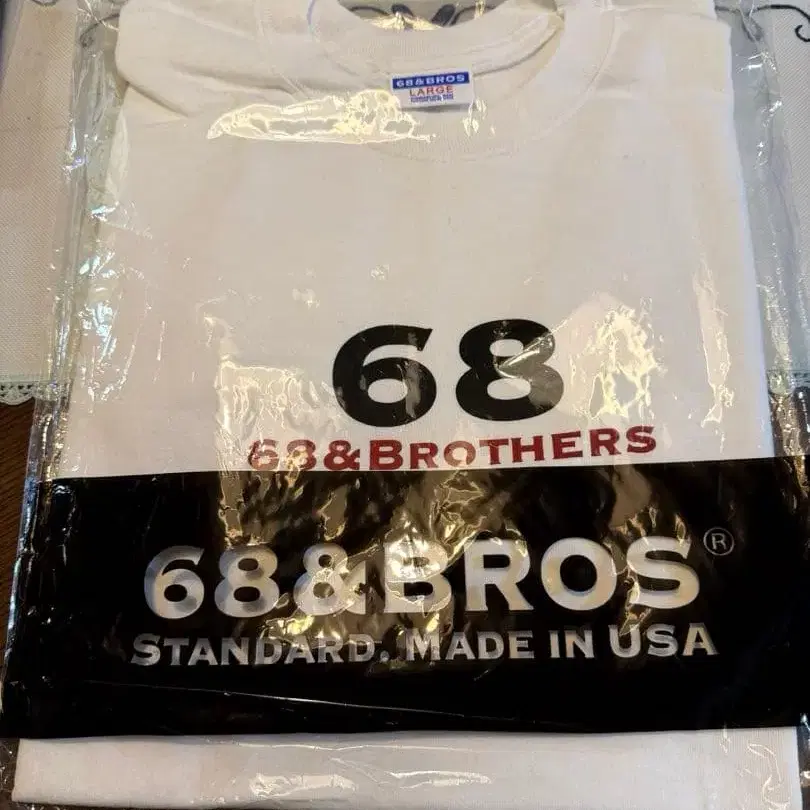 68&BROS
LARGE
68
68&BROTHERS
68&BROS®
STANDARD. MADE IN USA